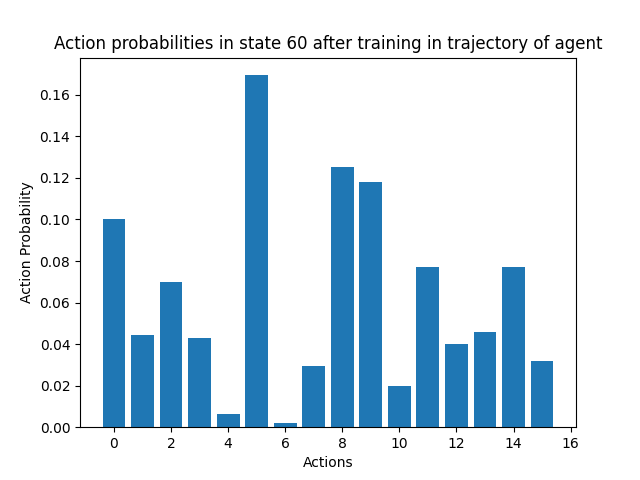 Action probabilities in state 60 after training in trajectory of agent
0.16
0.14
0.12
0.10
0.08
0.06
0.04
0.02
0.00
Action Probability
0 2 4 6 8 10 12 14 16
Actions